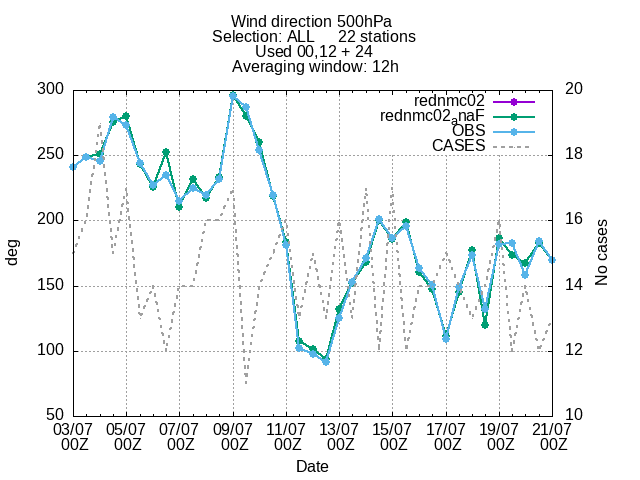 Wind direction 500hPa
Selection: ALL 22 stations
Used 00,12 + 24
Averaging window: 12h
300
250
200
150
100
50
deg
20
18
16
14
12
10
No cases
rednmc02
rednmc02anaF
OBS
CASES
03/07 05/07 07/07 09/07 11/07 13/07 15/07 17/07 19/07 21/07
00Z 00Z 00Z 00Z 00Z 00Z 00Z 00Z 00Z 00Z
Date